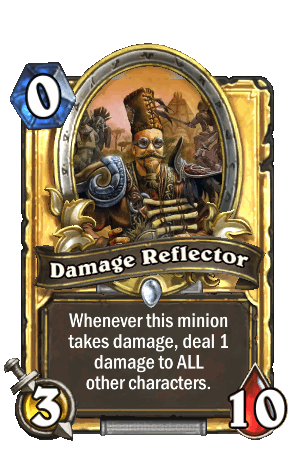 0
Damage Reflector
Whenever this minion
takes damage, deal 1
damage to ALL
other characters.
3
10